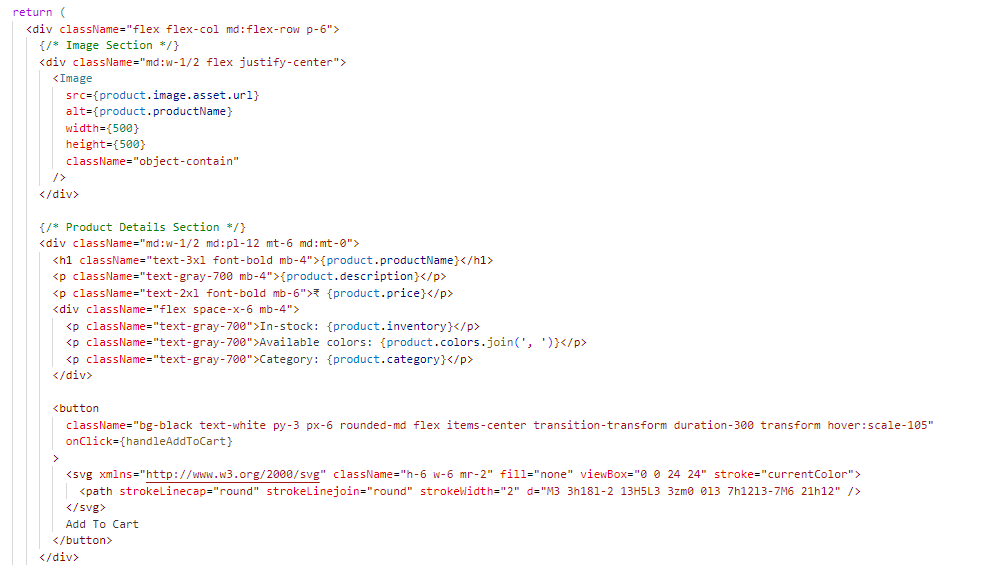 return (
<div className="flex flex-col md:flex-row p-6">
{/* Image Section */}
<div className="md:w-1/2 flex justify-center">
<Image
src={product.image.asset.url}
alt={product.productName}
width={500}
height={500}
className="object-contain"
/>
</div>
{/* Product Details Section */}
<div className="md:w-1/2 md:pl-12 mt-6 md:mt-0">
<h1 className="text-3xl font-bold mb-4">{product.productName}</h1>
<p className="text-gray-700 mb-4">{product.description}</p>
<p className="text-2xl font-bold mb-6">₹ {product.price}</p>
<div className="flex space-x-6 mb-4">
<p className="text-gray-700">In-stock: {product.inventory}</p>
<p className="text-gray-700">Available colors: {product.colors.join(', ')}</p>
<p className="text-gray-700">Category: {product.category}</p>
</div>
<button
className="bg-black text-white py-3 px-6 rounded-md flex items-center transition-transform duration-300 transform hover:scale-105"
onClick={handleAddToCart}
>
<svg xmlns="http://www.w3.org/2000/svg" className="h-6 w-6 mr-2" fill="none" viewBox="0 0 24 24" stroke="currentColor">
<path strokeLinecap="round" strokeLinejoin="round" strokeWidth="2" d="M3 3h18l-2 13H5L3 3zm0 0l3 7h12l3-7M6 21h12" />
</svg>
Add To Cart
</button>
</div>